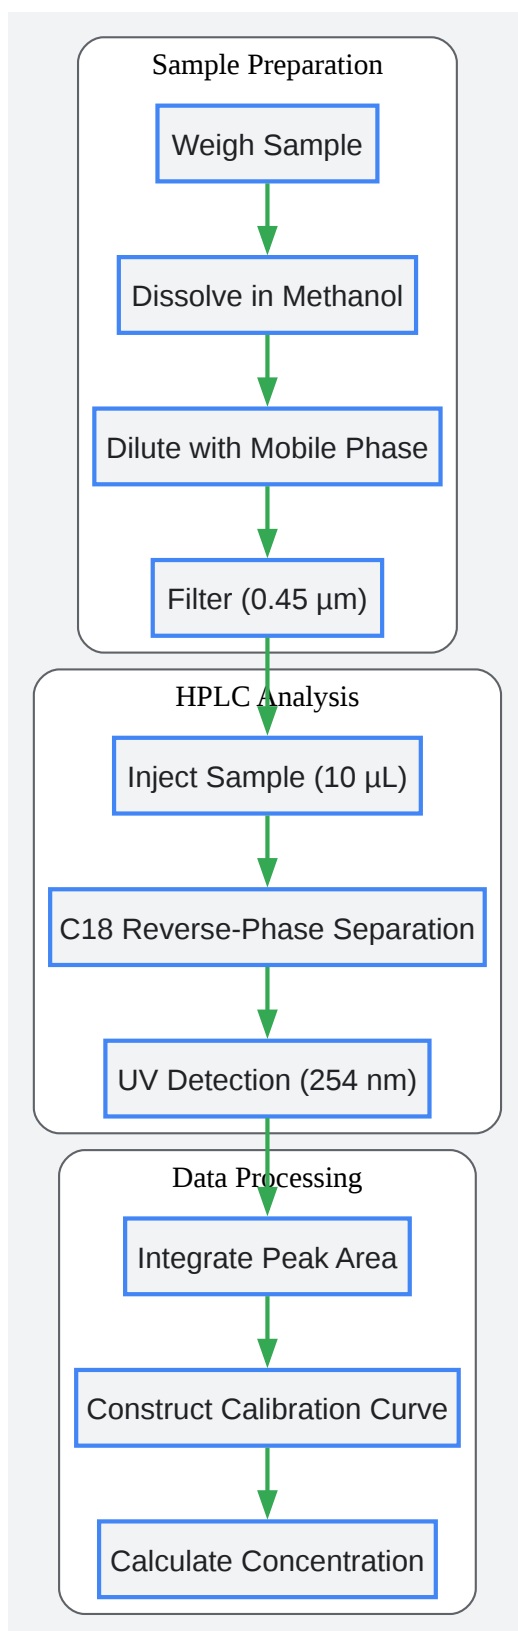 Sample Preparation
Weigh Sample
Dissolve in Methanol
Dilute with Mobile Phase
Filter (0.45 µm)
HPLC Analysis
Inject Sample (10 µL)
C18 Reverse-Phase Separation
UV Detection (254 nm)
Data Processing
Integrate Peak Area
Construct Calibration Curve
Calculate Concentration